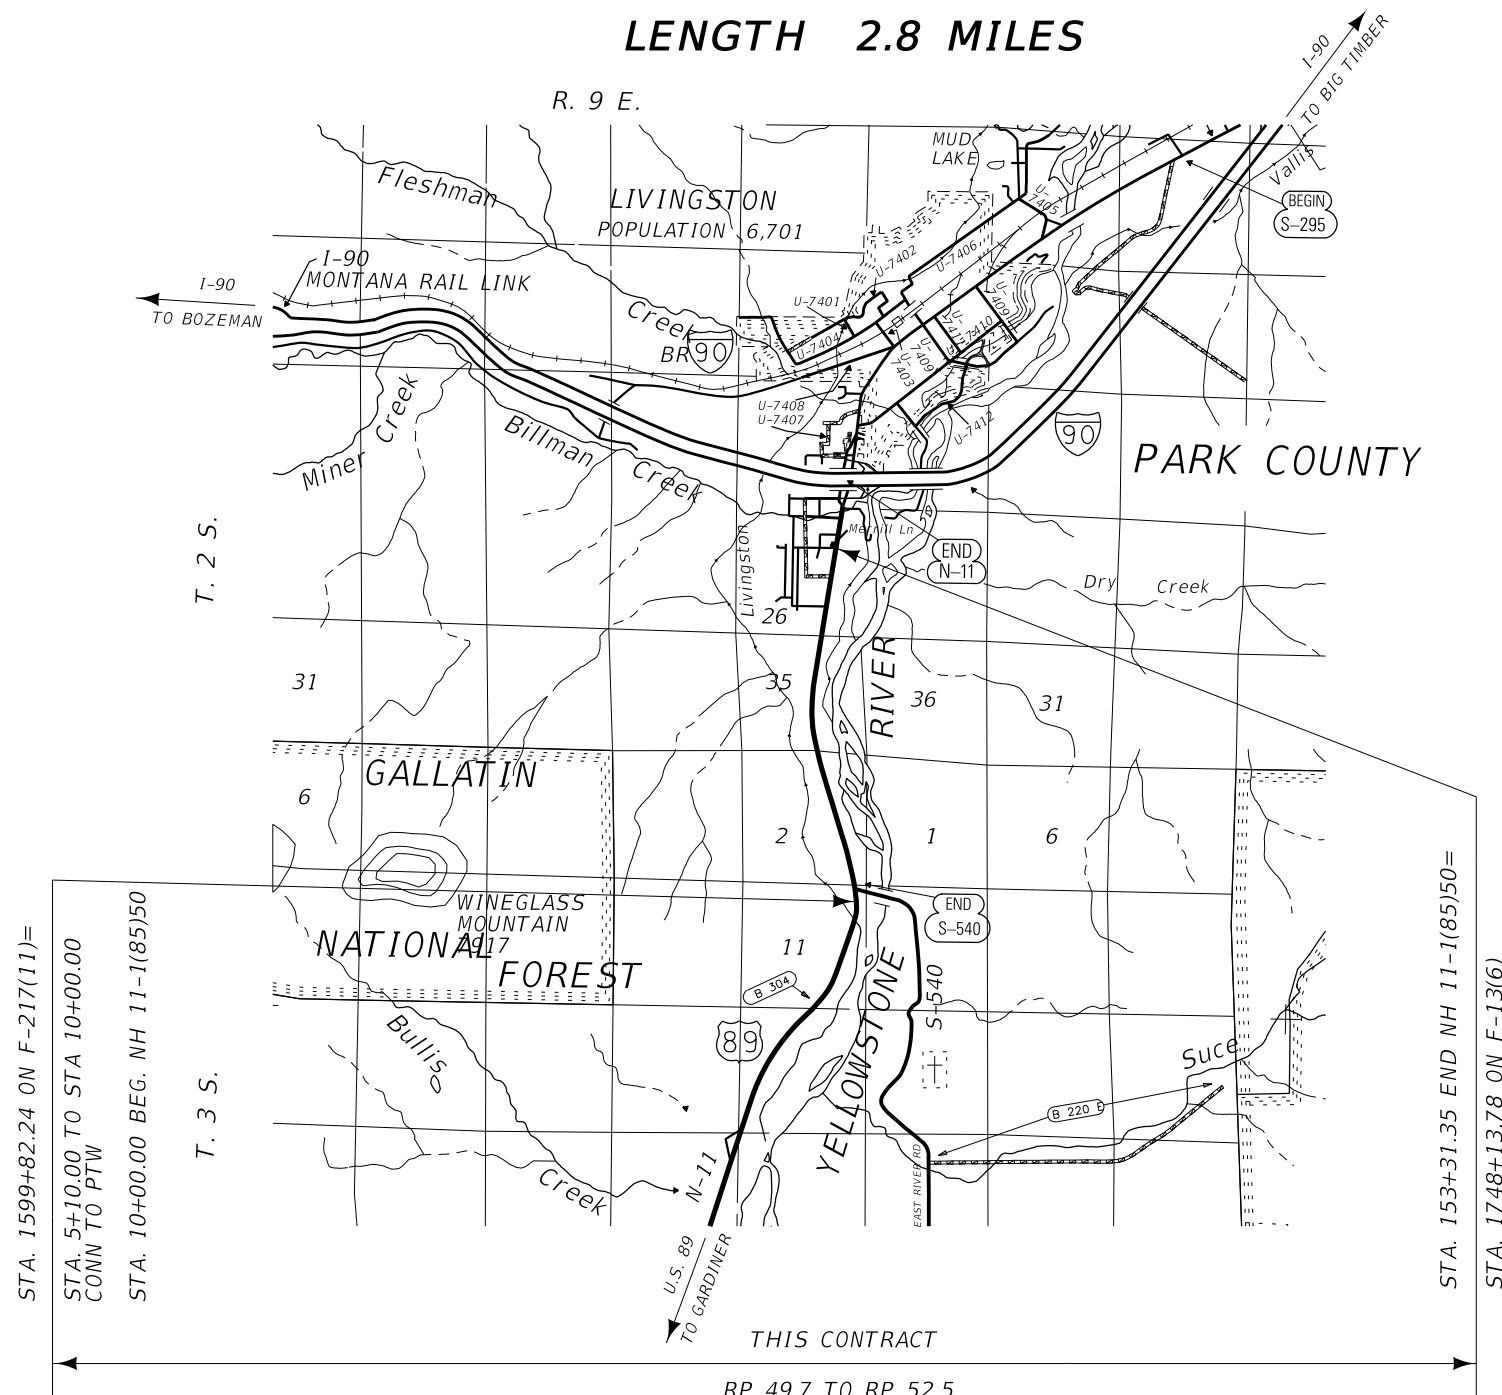 LENGTH 2.8 MILES
I-90
TO BIG TIMBER
R. 9 E.
MUD
LAKE
Fleshman
Vallis
LIVINGSTON
POPULATION 6,701
BEGIN
S-295
U-7405
U-7402
U-7406
I-90
MONTANA RAIL LINK
I-90
TO BOZEMAN
U-7401
Creek
BR
90
U-7404
U-7409
U-7410
U-7411
U-7409
U-7403
U-7408
U-7407
U-7412
90
Miner Creek
Billman Creek
PARK COUNTY
T. 2 S.
Livingston
Merrill Ln
END
N-11
Dry Creek
26
31
35
RIVER
36
31
GALLATIN
6
2
1
6
WINEGLASS
MOUNTAIN
7917
NATIONAL
FOREST
11
END
S-540
B 304
S-540
YELLOWSTONE
Bullis
89
Suce
B 220 E
T. 3 S.
Creek
N-11
EAST RIVER RD
U.S. 89
TO GARDINER
STA. 1599+82.24 ON F-217(11)=
STA. 5+10.00 TO STA 10+00.00
CONN TO PTW
STA. 10+00.00 BEG. NH 11-1(85)50
STA. 153+31.35 END NH 11-1(85)50=
STA. 1748+13.78 ON F-13(6)
THIS CONTRACT
RP 49.7 TO RP 52.5